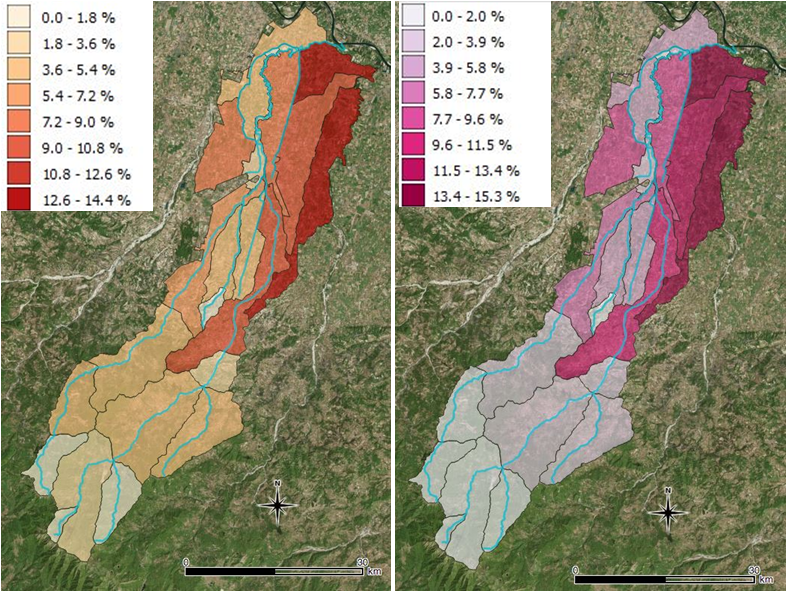 0.0 - 1.8 %
1.8 - 3.6 %
3.6 - 5.4 %
5.4 - 7.2 %
7.2 - 9.0 %
9.0 - 10.8 %
10.8 - 12.6 %
12.6 - 14.4 %
N
0 30
km
0.0 - 2.0 %
2.0 - 3.9 %
3.9 - 5.8 %
5.8 - 7.7 %
7.7 - 9.6 %
9.6 - 11.5 %
11.5 - 13.4 %
13.4 - 15.3 %
N
0 30
km